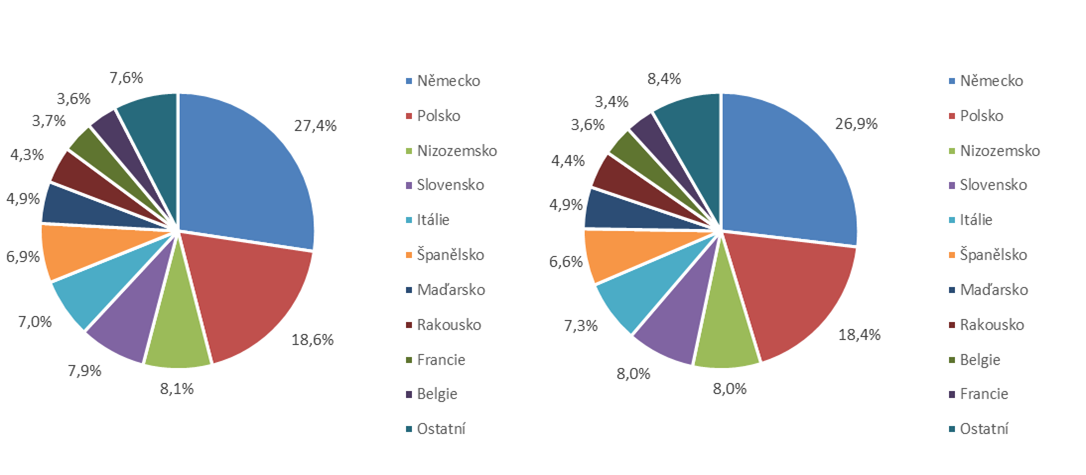 7,6%
3,6%
3,7%
4,3%
4,9%
6,9%
7,0%
7,9%
8,1%
18,6%
27,4%
Německo
Polsko
Nizozemsko
Slovensko
Itálie
Španělsko
Maďarsko
Rakousko
Francie
Belgie
Ostatní
8,4%
3,4%
3,6%
4,4%
4,9%
6,6%
7,3%
8,0%
8,0%
18,4%
26,9%
Německo
Polsko
Nizozemsko
Slovensko
Itálie
Španělsko
Maďarsko
Rakousko
Belgie
Francie
Ostatní